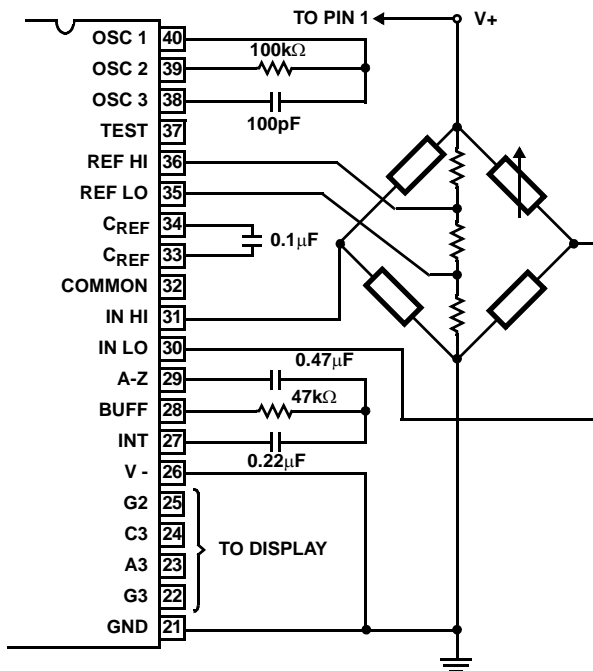 TO PIN 1
V+
OSC 1 40
100kΩ
OSC 2 39
OSC 3 38
100pF
TEST 37
REF HI 36
REF LO 35
CREF 34
0.1µF
CREF 33
COMMON 32
IN HI 31
IN LO 30
0.47µF
A-Z 29
47kΩ
BUFF 28
INT 27
0.22µF
V - 26
G2 25
C3 24
TO DISPLAY
A3 23
G3 22
GND 21